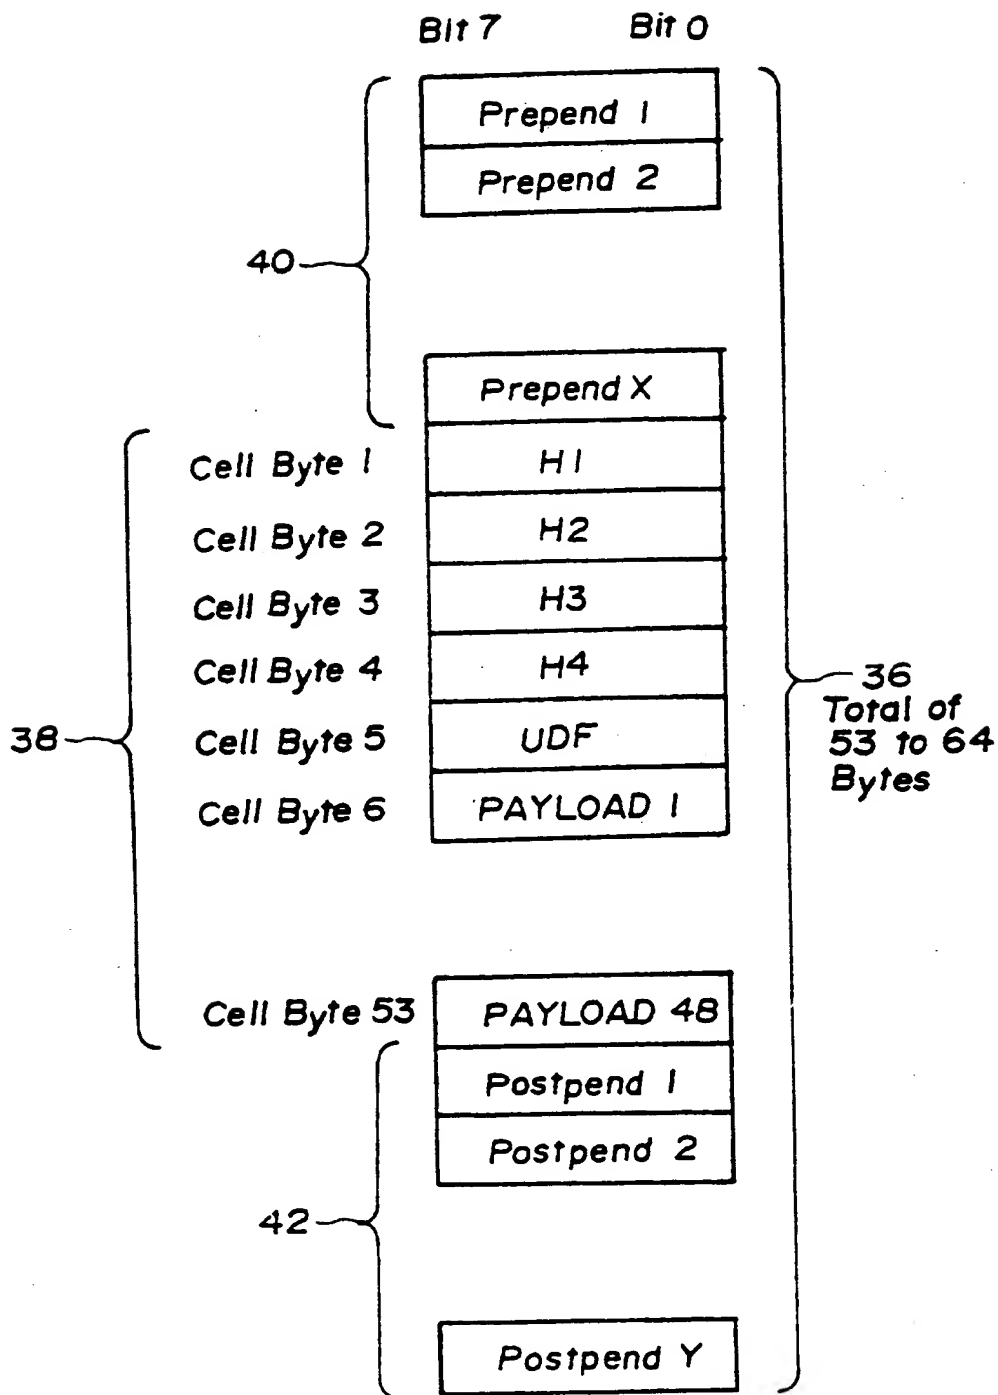 Bit 7 Bit 0
Prepend 1
Prepend 2
40
Prepend X
Cell Byte 1 H1
Cell Byte 2 H2
Cell Byte 3 H3
Cell Byte 4 H4
36
Total of
53 to 64
Bytes
38
Cell Byte 5 UDF
Cell Byte 6 PAYLOAD 1
Cell Byte 53 PAYLOAD 48
Postpend 1
Postpend 2
42
Postpend Y